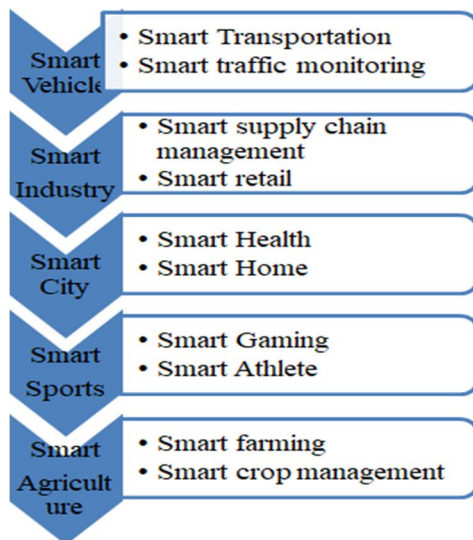 Smart
Vehicle
• Smart Transportation
• Smart traffic monitoring
Smart
Industry
• Smart supply chain
management
• Smart retail
Smart
City
• Smart Health
• Smart Home
Smart
Sports
• Smart Gaming
• Smart Athlete
Smart
Agricult
ure
• Smart farming
• Smart crop management